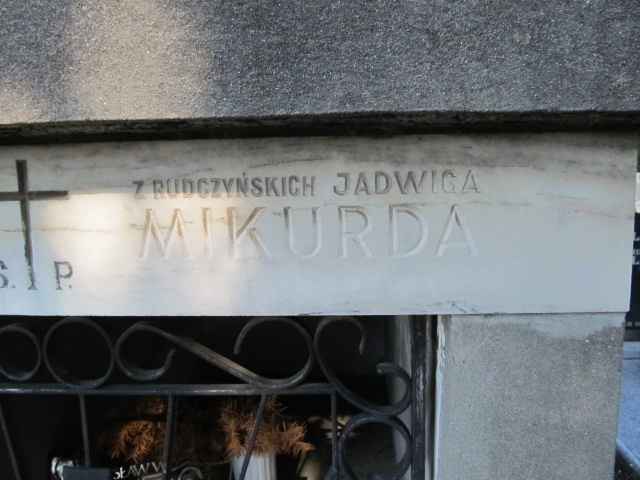 Z RUDCZYŃSKICH JADWIGA
MIKURDA
S. P.